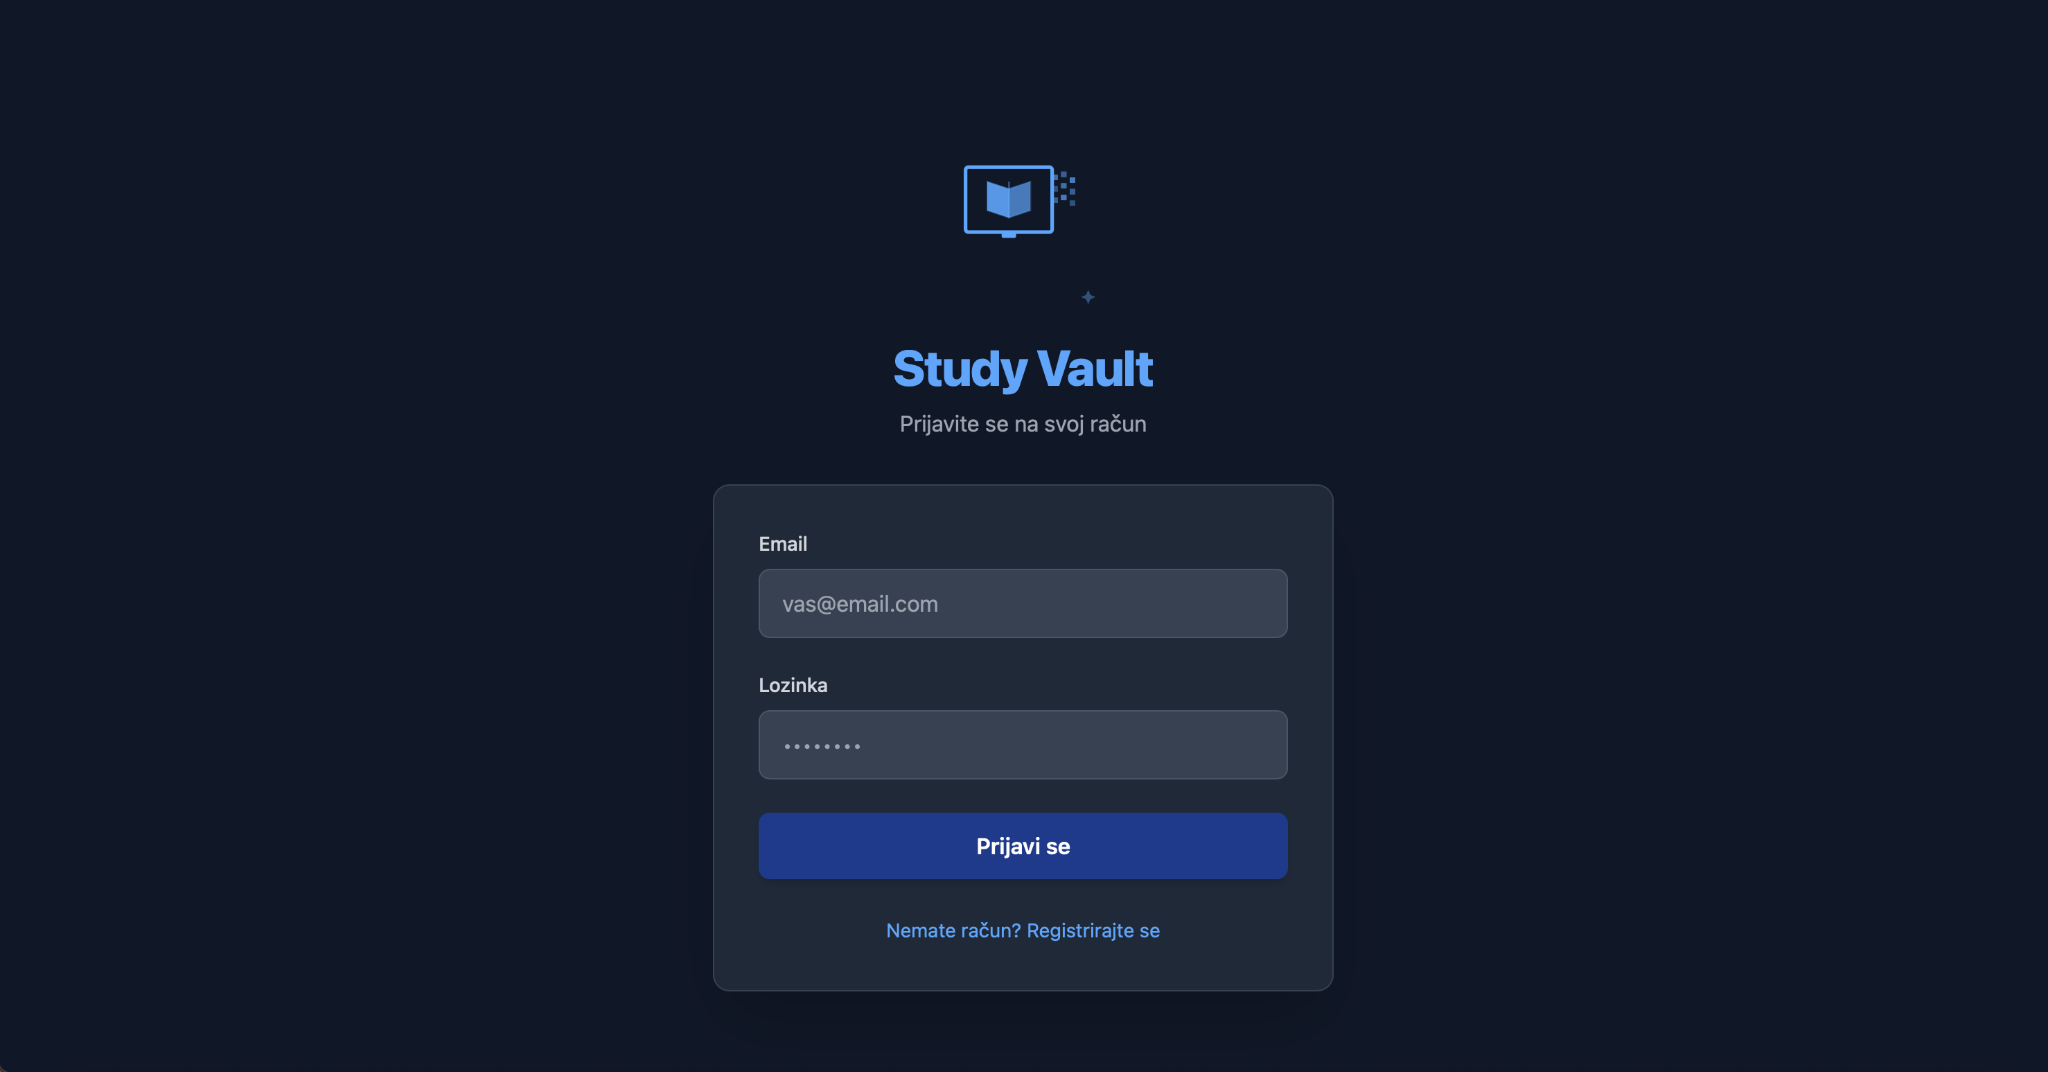 Study Vault
Prijavite se na svoj račun
Email
vas@email.com
Lozinka
••••••••
Prijavi se
Nemate račun? Registrirajte se